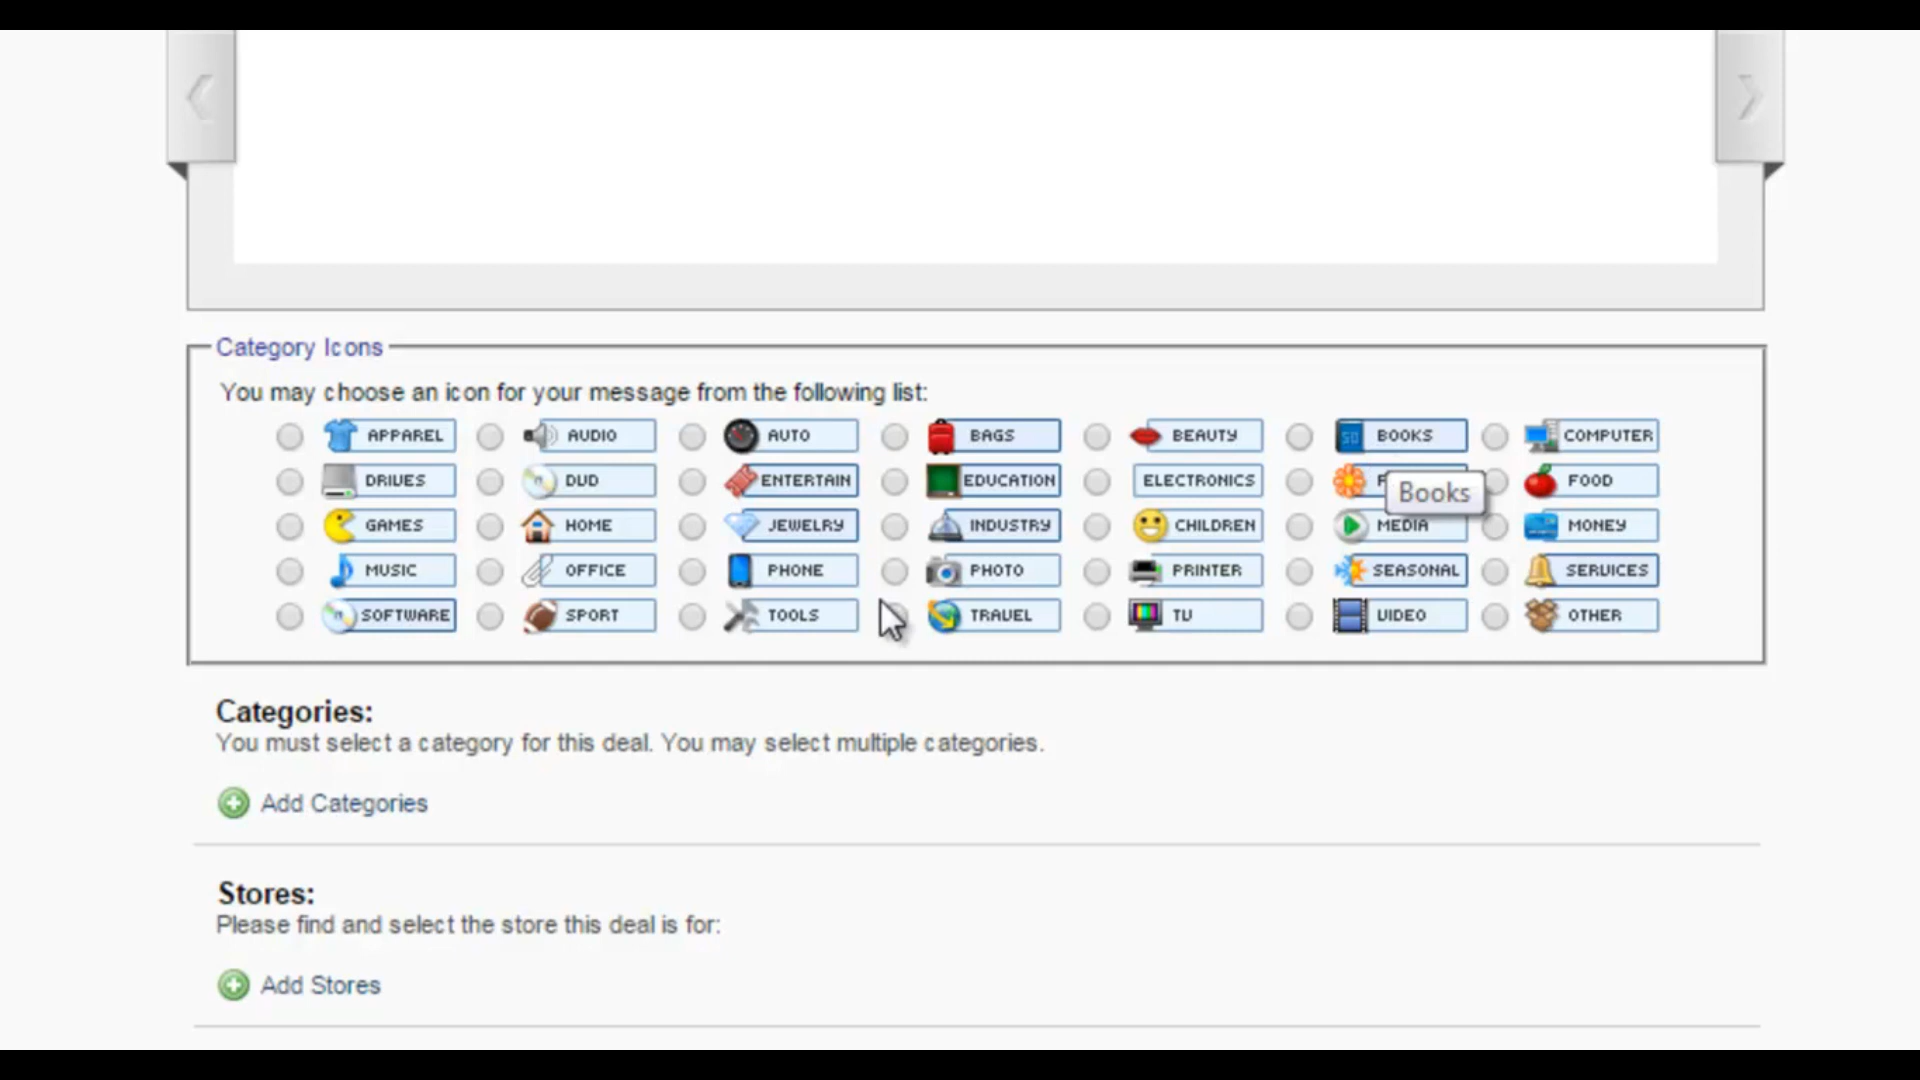 Category Icons
You may choose an icon for your message from the following list:
APPAREL AUDIO AUTO BAGS BEAUTY BOOKS COMPUTER
DRIVES DVD ENTERTAIN EDUCATION ELECTRONICS FOOD
Books
GAMES HOME JEWELRY INDUSTRY CHILDREN MEDIA MONEY
MUSIC OFFICE PHONE PHOTO PRINTER SEASONAL SERVICES
SOFTWARE SPORT TOOLS TRAVEL TV VIDEO OTHER
Categories:
You must select a category for this deal. You may select multiple categories.
Add Categories
Stores:
Please find and select the store this deal is for:
Add Stores